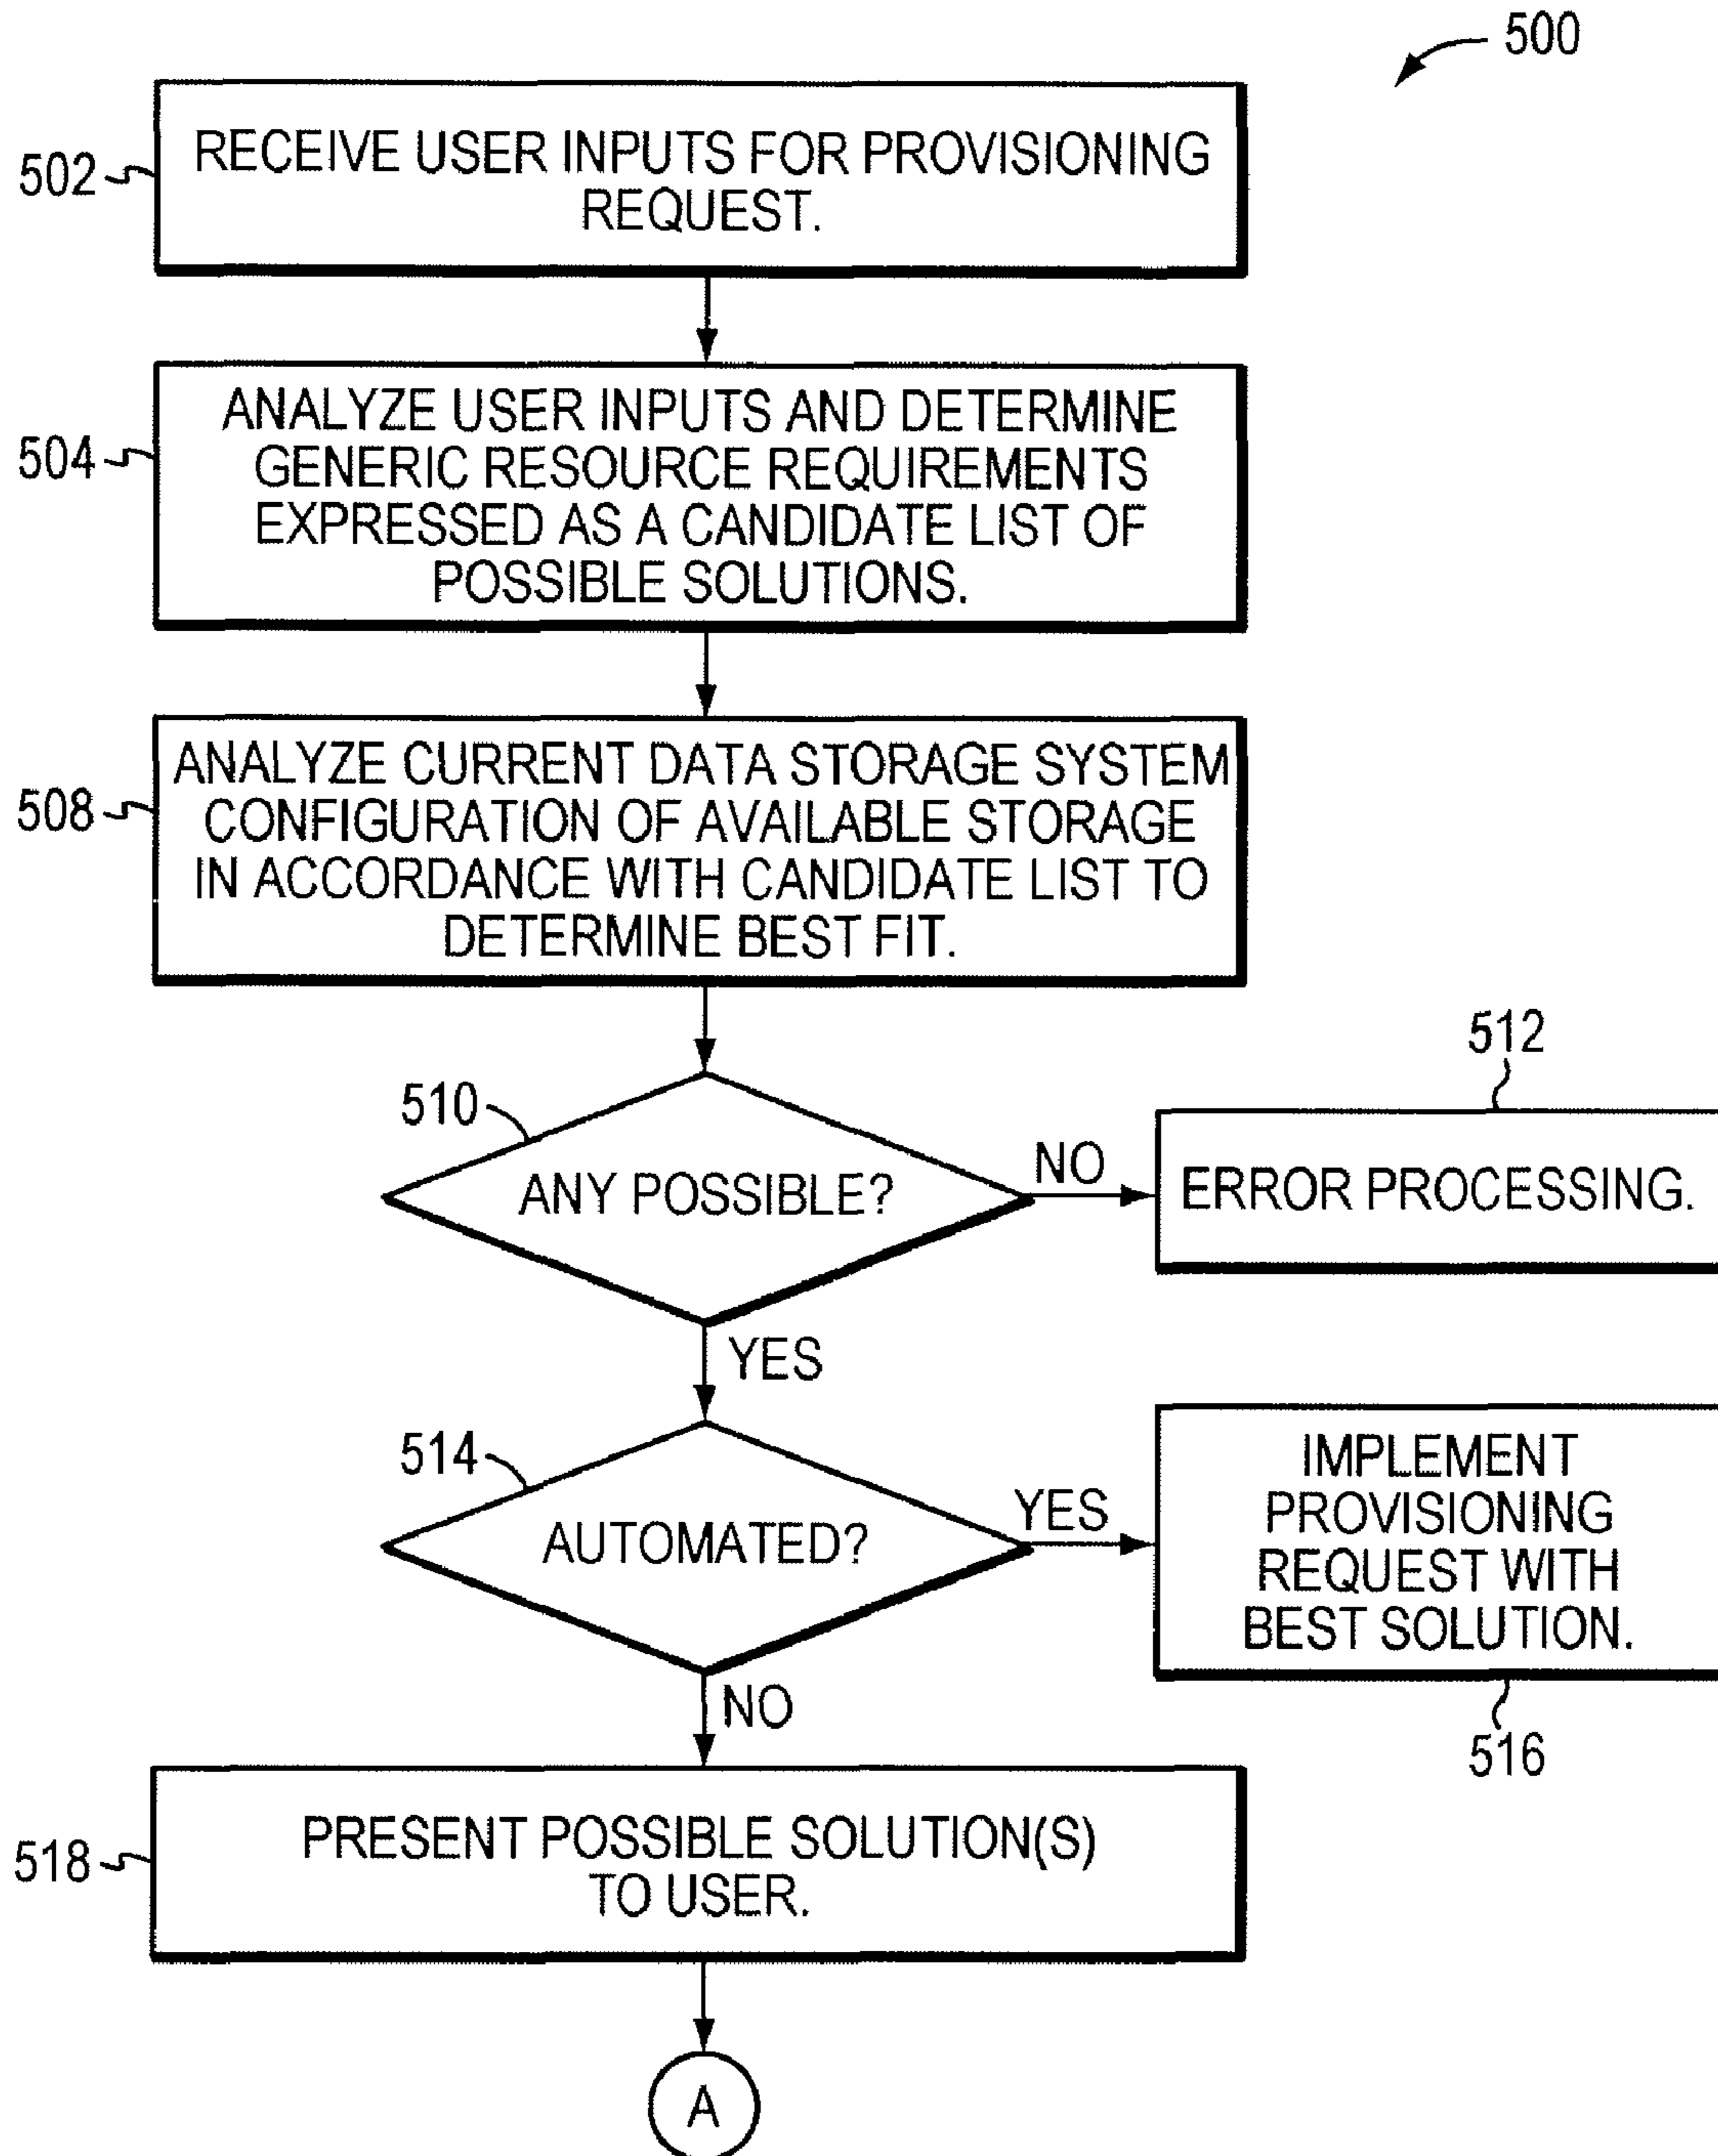 500
502
RECEIVE USER INPUTS FOR PROVISIONING
REQUEST.
504
ANALYZE USER INPUTS AND DETERMINE
GENERIC RESOURCE REQUIREMENTS
EXPRESSED AS A CANDIDATE LIST OF
POSSIBLE SOLUTIONS.
508
ANALYZE CURRENT DATA STORAGE SYSTEM
CONFIGURATION OF AVAILABLE STORAGE
IN ACCORDANCE WITH CANDIDATE LIST TO
DETERMINE BEST FIT.
510
ANY POSSIBLE?
NO
512
ERROR PROCESSING.
YES
514
AUTOMATED?
YES
IMPLEMENT
PROVISIONING
REQUEST WITH
BEST SOLUTION.
516
NO
518
PRESENT POSSIBLE SOLUTION(S)
TO USER.
A